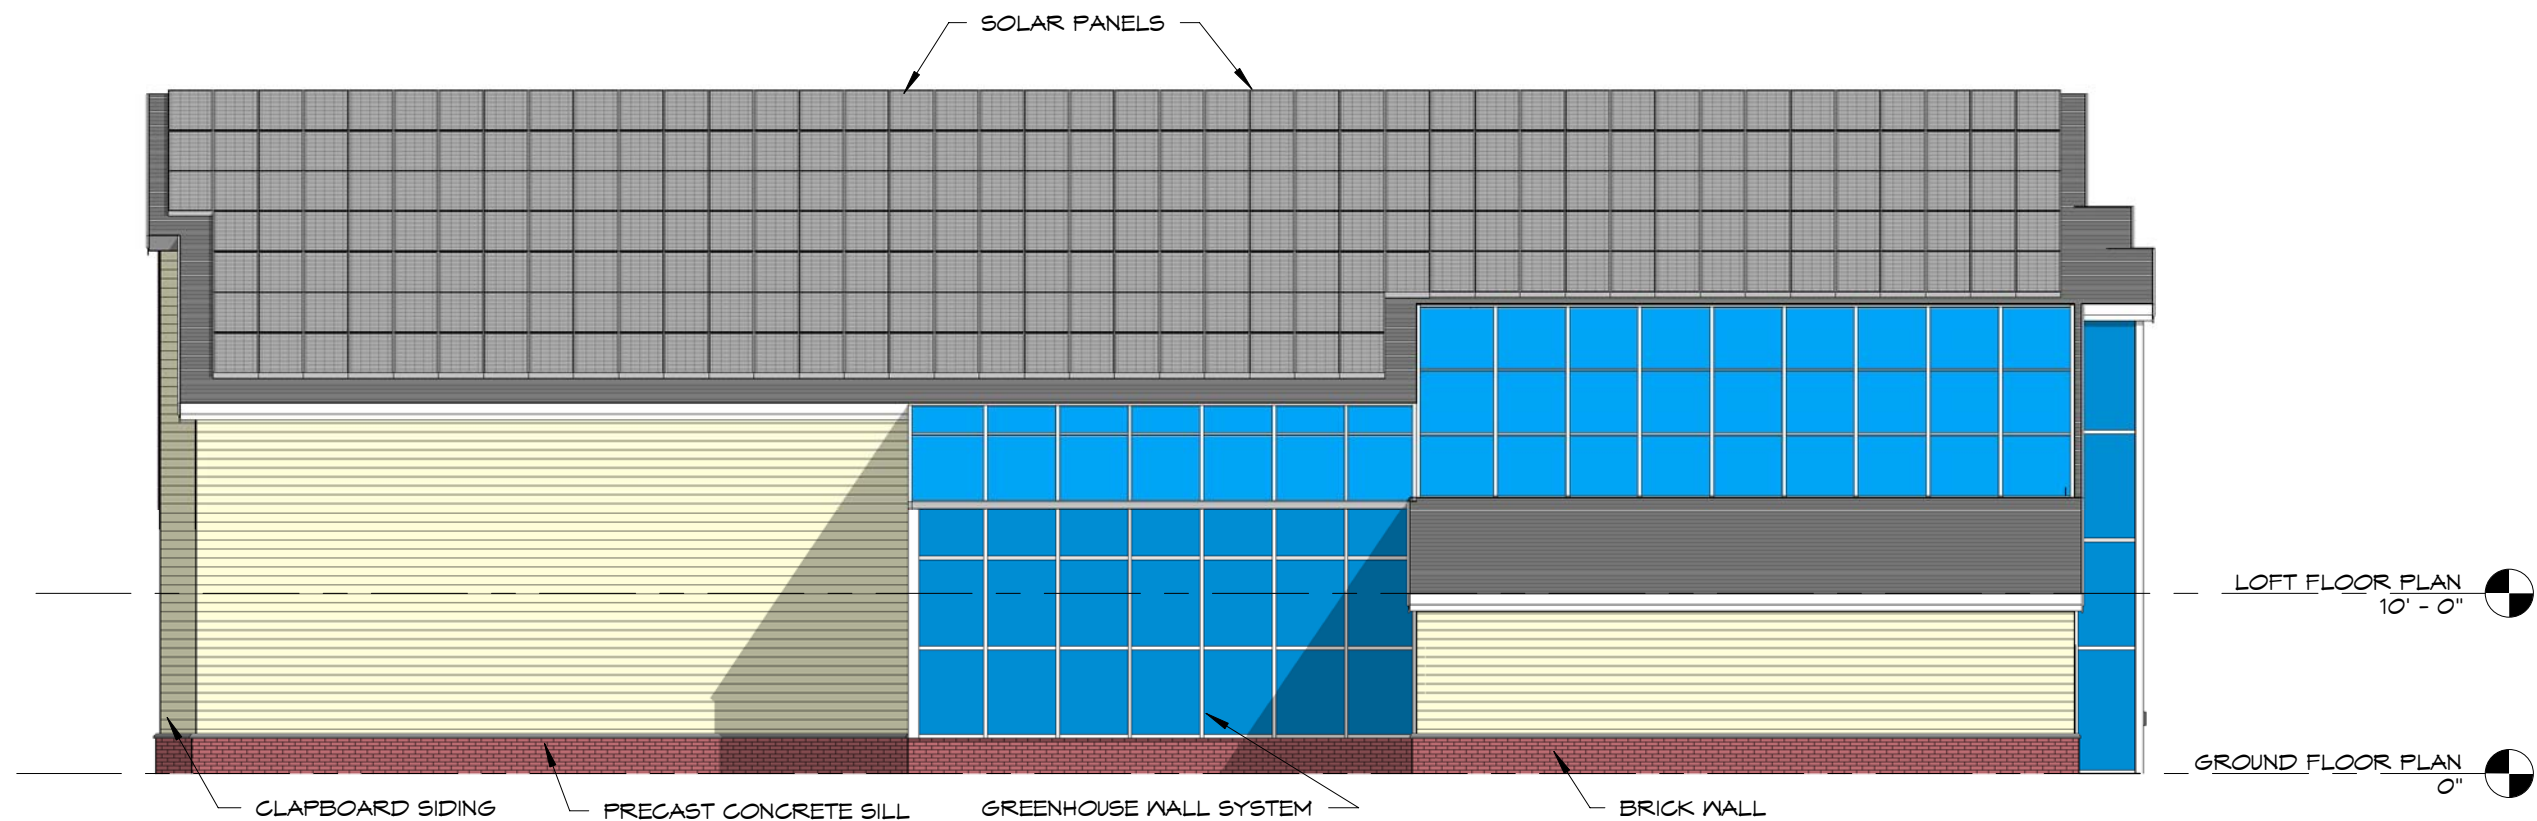 SOLAR PANELS
LOFT FLOOR PLAN
10' - 0"
GROUND FLOOR PLAN
0"
CLAPBOARD SIDING
PRECAST CONCRETE SILL
GREENHOUSE WALL SYSTEM
BRICK WALL